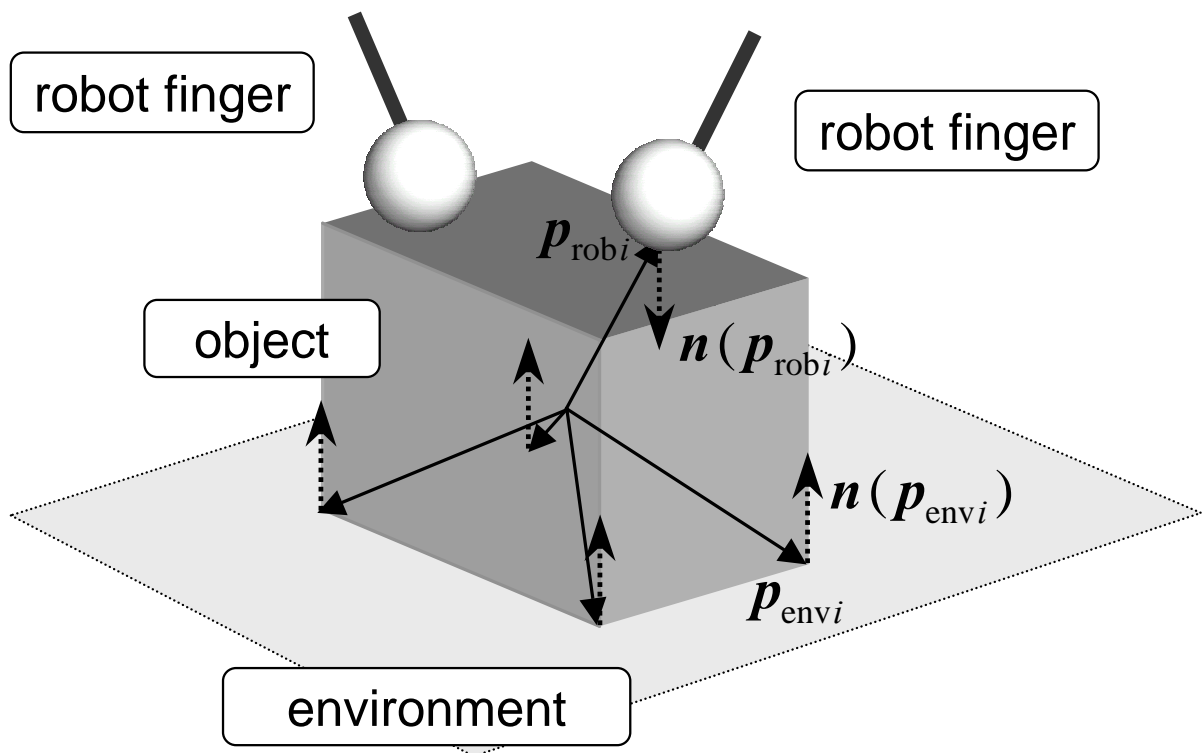 robot finger
robot finger
p_robi
object
n(p_robi)
n(p_envi)
p_envi
environment